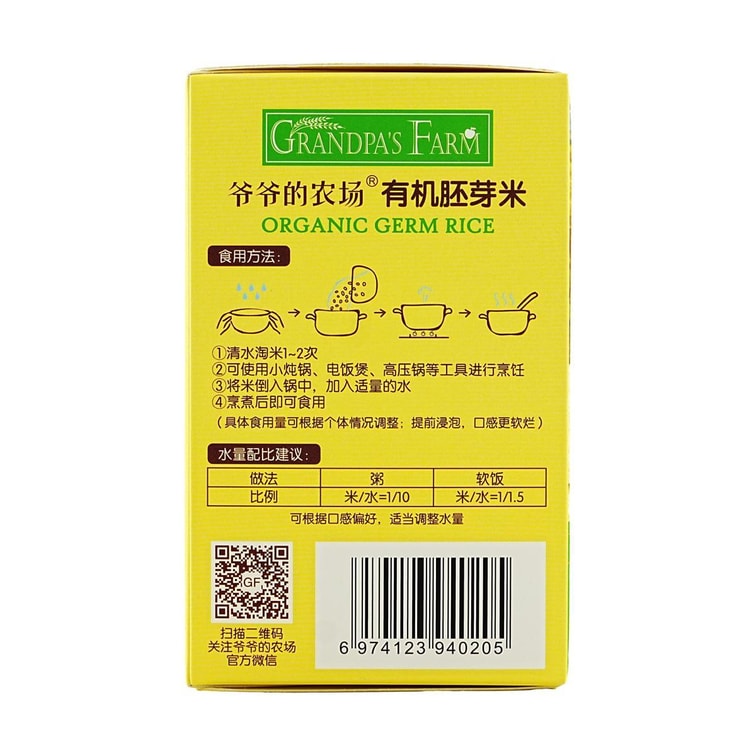 GRANDPA'S FARM
爷爷的农场®有机胚芽米
ORGANIC GERM RICE
食用方法：
①清水淘米1~2次
②可使用小炖锅、电饭煲、高压锅等工具进行烹饪
③将米倒入锅中，加入适量的水
④烹煮后即可食用
（具体食用量可根据个体情况调整；提前浸泡，口感更软烂）
水量配比建议：
做法 粥 软饭
比例 米/水=1/10 米/水=1/1.5
可根据口感偏好，适当调整水量
GF
扫描二维码
关注爷爷的农场
官方微信
6 974123 940205